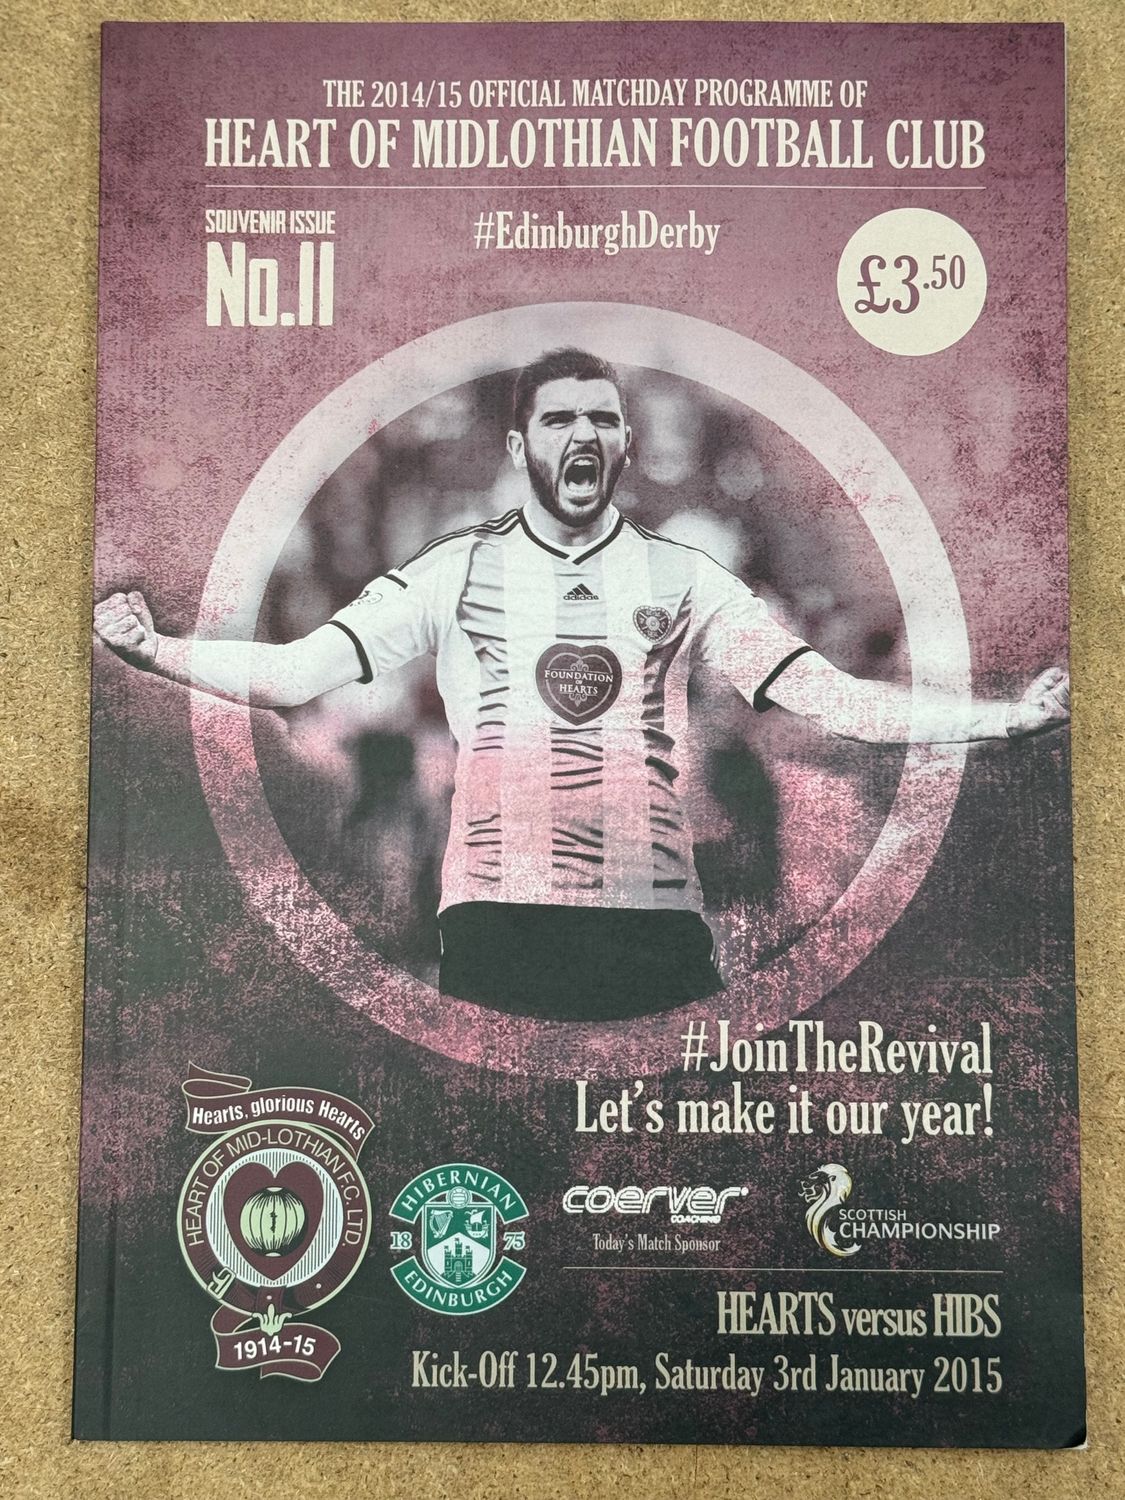 THE 2014/15 OFFICIAL MATCHDAY PROGRAMME OF
HEART OF MIDLOTHIAN FOOTBALL CLUB
SOUVENIR ISSUE
No.11
#EdinburghDerby
£3.50
adidas
FOUNDATION
OF
HEARTS
#JoinTheRevival
Let's make it our year!
Hearts, glorious Hearts
HEART OF MID-LOTHIAN F.C. LTD.
1914-15
HIBERNIAN
18 75
EDINBURGH
coerver
COACHING
Today's Match Sponsor
SCOTTISH
CHAMPIONSHIP
HEARTS versus HIBS
Kick-Off 12.45pm, Saturday 3rd January 2015